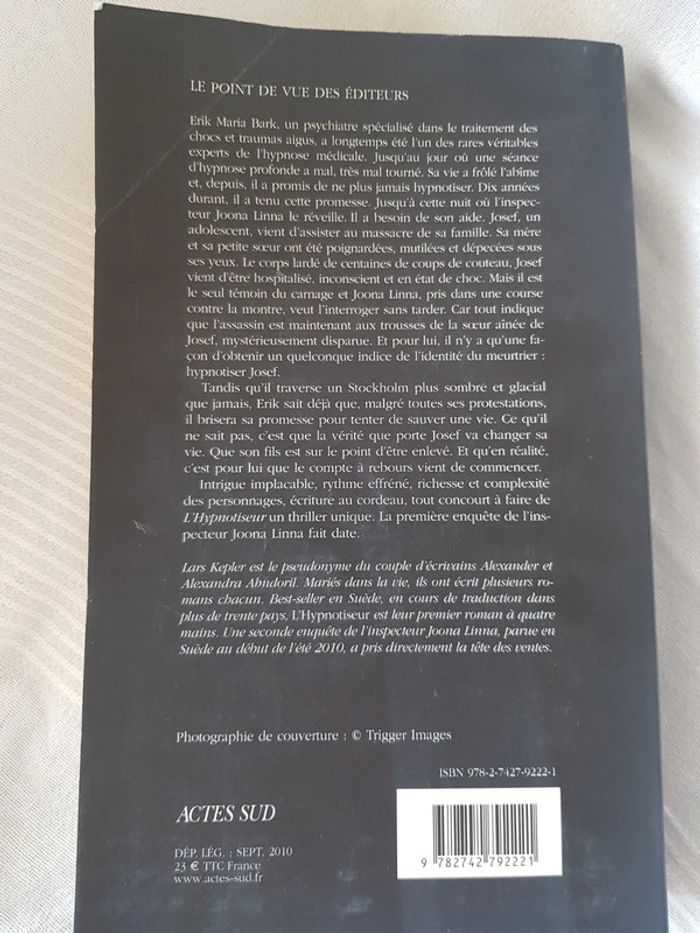 LE POINT DE VUE DES ÉDITEURS
Erik Maria Bark, un psychiatre spécialisé dans le traitement des
chocs et traumas aigus, a longtemps été l'un des rares véritables
experts de l'hypnose médicale. Jusqu'au jour où une séance
d'hypnose profonde a mal, très mal tourné. Sa vie a frôlé l'abîme
et, depuis, il a promis de ne plus jamais hypnotiser. Dix années
durant, il a tenu cette promesse. Jusqu'à cette nuit où l'inspec-
teur Joona Linna le réveille. Il a besoin de son aide. Josef, un
adolescent, vient d'assister au massacre de sa famille. Sa mère
et sa petite sœur ont été poignardées, mutilées et dépecées sous
ses yeux. Le corps lardé de centaines de coups de couteau, Josef
vient d'être hospitalisé, inconscient et en état de choc. Mais il est
le seul témoin du carnage et Joona Linna, pris dans une course
contre la montre, veut l'interroger sans tarder. Car tout indique
que l'assassin est maintenant aux trousses de la sœur aînée de
Josef, mystérieusement disparue. Et pour lui, il n'y a qu'une fa-
çon d'obtenir un quelconque indice de l'identité du meurtrier :
hypnotiser Josef.
Tandis qu'il traverse un Stockholm plus sombre et glacial
que jamais, Erik sait déjà que, malgré toutes ses protestations,
il brisera sa promesse pour tenter de sauver une vie. Ce qu'il
ne sait pas, c'est que la vérité que porte Josef va changer sa
vie. Que son fils est sur le point d'être enlevé. Et qu'en réalité,
c'est pour lui que le compte à rebours vient de commencer.
Intrigue implacable, rythme effréné, richesse et complexité
des personnages, écriture au cordeau, tout concourt à faire de
L'Hypnotiseur un thriller unique. La première enquête de l'ins-
pecteur Joona Linna fait date.
Lars Kepler est le pseudonyme du couple d'écrivains Alexander et
Alexandra Ahndoril. Mariés dans la vie, ils ont écrit plusieurs ro-
mans chacun. Best-seller en Suède, en cours de traduction dans
plus de trente pays, L'Hypnotiseur est leur premier roman à quatre
mains. Une seconde enquête de l'inspecteur Joona Linna, parue en
Suède au début de l'été 2010, a pris directement la tête des ventes.
Photographie de couverture : © Trigger Images
ISBN 978-2-7427-9222-1
ACTES SUD
DÉP. LÉG. : SEPT. 2010
23 € TTC France
www.actes-sud.fr
9 782742 792221